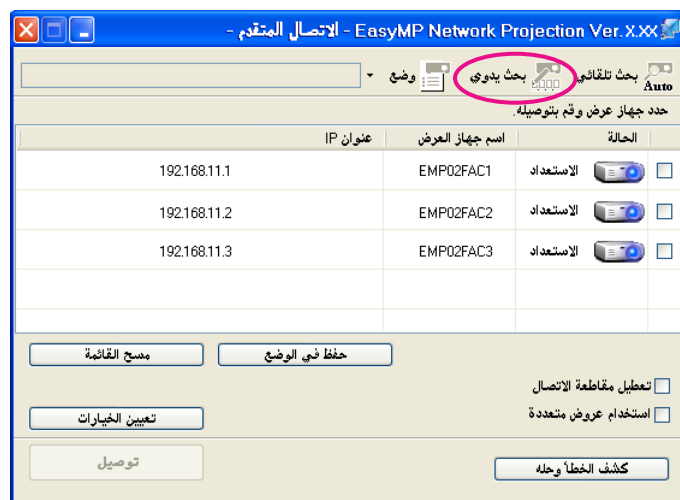 EasyMP Network Projection Ver.X.XX - الاتصال المتقدم -
Auto بحث تلقائي بحث يدوي وضع
حدد جهاز عرض وقم بتوصيله.
الحالة اسم جهاز العرض عنوان IP
الاستعداد EMP02FAC1 192.168.11.1
الاستعداد EMP02FAC2 192.168.11.2
الاستعداد EMP02FAC3 192.168.11.3
حفظ في الوضع مسح القائمة
تعطيل مقاطعة الاتصال
استخدام عروض متعددة تعيين الخيارات
كشف الخطأ وحله توصيل